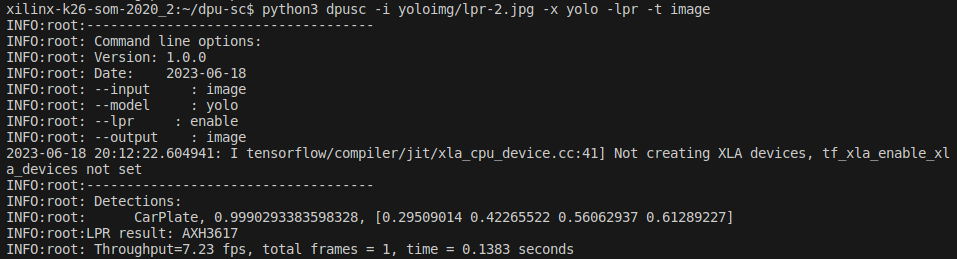 xilinx-k26-som-2020_2:~/dpu-sc$ python3 dpusc -i yoloimg/lpr-2.jpg -x yolo -lpr -t image
INFO:root:------------------------------------
INFO:root: Command line options:
INFO:root: Version: 1.0.0
INFO:root: Date:    2023-06-18
INFO:root: --input     : image
INFO:root: --model     : yolo
INFO:root: --lpr     : enable
INFO:root: --output    : image
2023-06-18 20:12:22.604941: I tensorflow/compiler/jit/xla_cpu_device.cc:41] Not creating XLA devices, tf_xla_enable_xl
a_devices not set
INFO:root:------------------------------------
INFO:root: Detections:
INFO:root:      CarPlate, 0.9990293383598328, [0.29509014 0.42265522 0.56062937 0.61289227]
INFO:root:LPR result: AXH3617
INFO:root: Throughput=7.23 fps, total frames = 1, time = 0.1383 seconds